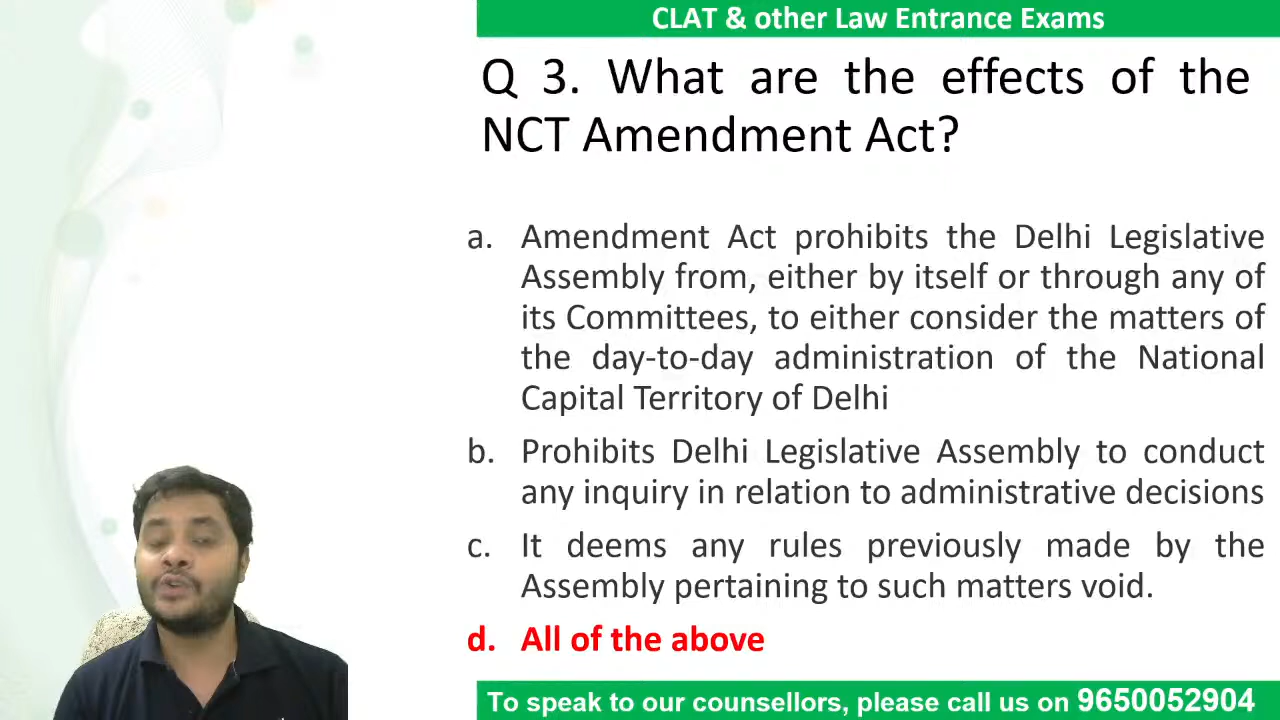 CLAT & other Law Entrance Exams
Q 3. What are the effects of the
NCT Amendment Act?
a. Amendment Act prohibits the Delhi Legislative
Assembly from, either by itself or through any of
its Committees, to either consider the matters of
the day-to-day administration of the National
Capital Territory of Delhi
b. Prohibits Delhi Legislative Assembly to conduct
any inquiry in relation to administrative decisions
c. It deems any rules previously made by the
Assembly pertaining to such matters void.
d. All of the above
To speak to our counsellors, please call us on 9650052904